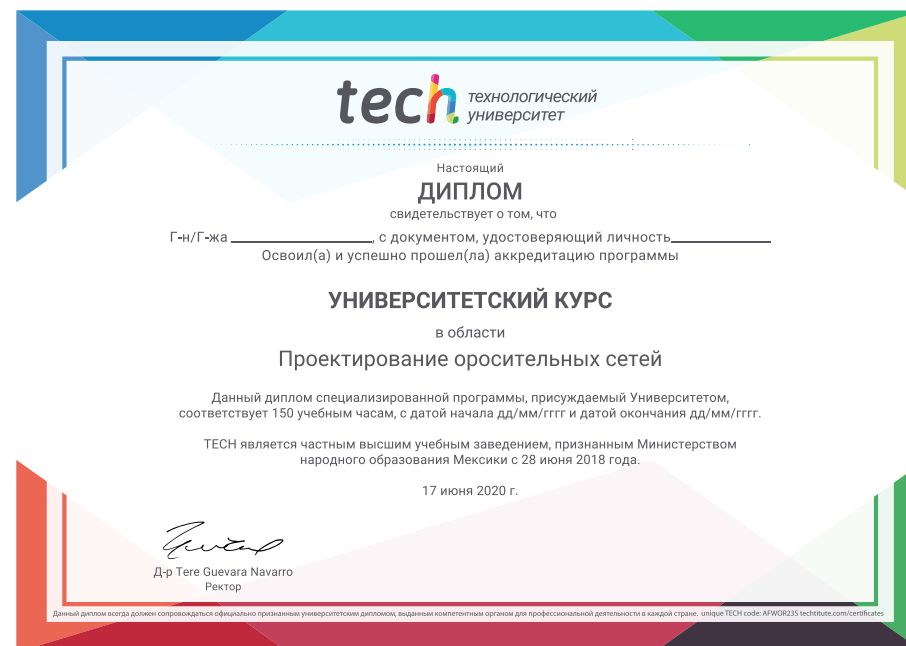 tech технологический
университет
Настоящий
ДИПЛОМ
свидетельствует о том, что
Г-н/Г-жа , с документом, удостоверяющий личность
Освоил(а) и успешно прошел(ла) аккредитацию программы
УНИВЕРСИТЕТСКИЙ КУРС
в области
Проектирование оросительных сетей
Данный диплом специализированной программы, присуждаемый Университетом,
соответствует 150 учебным часам, с датой начала дд/мм/гггг и датой окончания дд/мм/гггг.
TECH является частным высшим учебным заведением, признанным Министерством
народного образования Мексики с 28 июня 2018 года.
17 июня 2020 г.
Д-р Tere Guevara Navarro
Ректор
Данный диплом всегда должен сопровождаться официально признанным университетским дипломом, выданным компетентным органом для профессиональной деятельности в каждой стране. unique TECH code: AFWOR23S techtitute.com/certificates